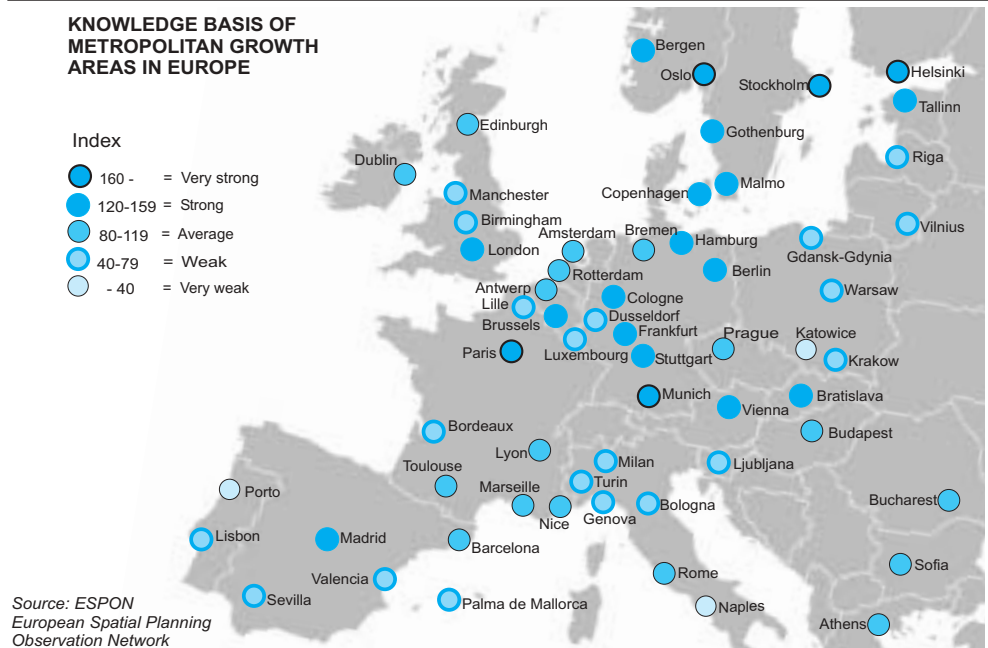 KNOWLEDGE BASIS OF
METROPOLITAN GROWTH
AREAS IN EUROPE
Index
160 - = Very strong
120-159 = Strong
80-119 = Average
40-79 = Weak
- 40 = Very weak
Bergen
Oslo
Stockholm
Helsinki
Tallinn
Edinburgh
Gothenburg
Dublin
Riga
Manchester
Copenhagen
Malmo
Birmingham
Vilnius
Amsterdam
Bremen
Hamburg
London
Gdansk-Gdynia
Rotterdam
Berlin
Antwerp
Warsaw
Lille
Cologne
Brussels
Dusseldorf
Frankfurt
Prague
Katowice
Paris
Luxembourg
Stuttgart
Krakow
Munich
Vienna
Bratislava
Bordeaux
Budapest
Lyon
Milan
Ljubljana
Toulouse
Turin
Marseille
Porto
Bucharest
Nice
Genova
Bologna
Lisbon
Madrid
Barcelona
Sofia
Valencia
Rome
Sevilla
Palma de Mallorca
Naples
Athens
Source: ESPON
European Spatial Planning
Observation Network